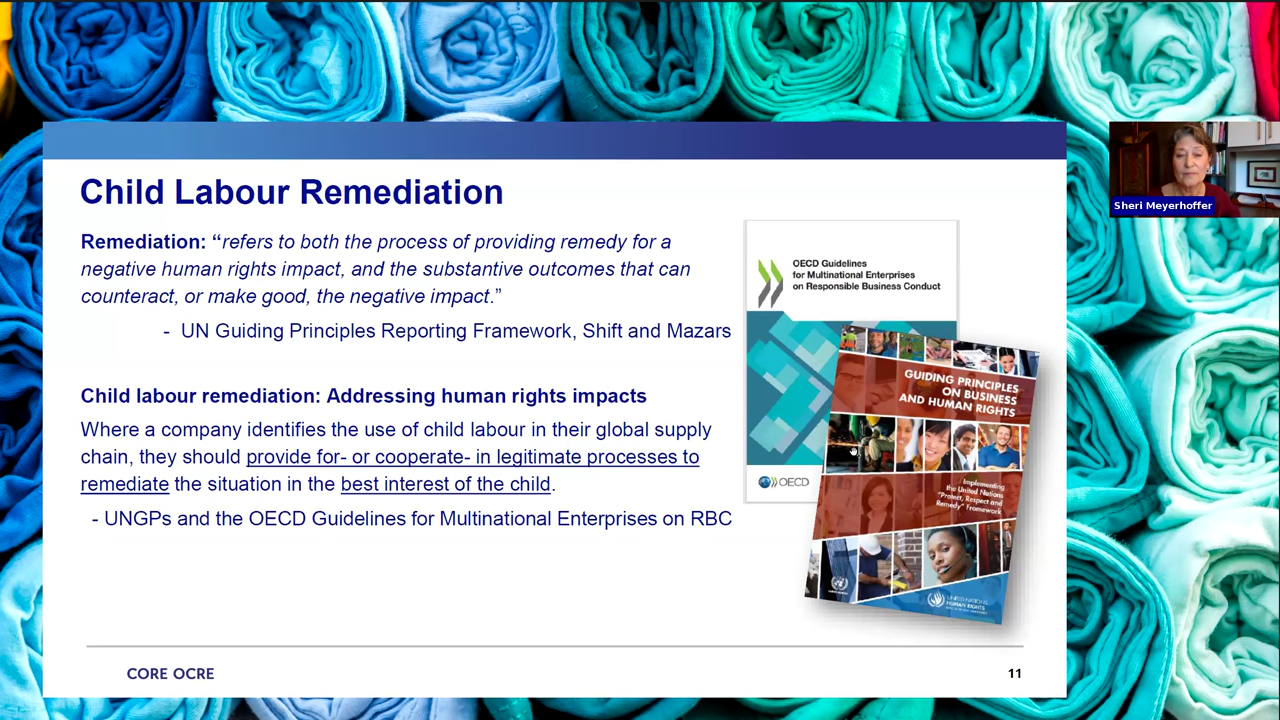 Child Labour Remediation
Remediation: “refers to both the process of providing remedy for a
negative human rights impact, and the substantive outcomes that can
counteract, or make good, the negative impact.”
- UN Guiding Principles Reporting Framework, Shift and Mazars
Child labour remediation: Addressing human rights impacts
Where a company identifies the use of child labour in their global supply
chain, they should provide for- or cooperate- in legitimate processes to
remediate the situation in the best interest of the child.
- UNGPs and the OECD Guidelines for Multinational Enterprises on RBC
OECD Guidelines
for Multinational Enterprises
on Responsible Business Conduct
OECD
GUIDING PRINCIPLES
ON BUSINESS
AND HUMAN RIGHTS
Implementing
the United Nations
“Protect, Respect and
Remedy” Framework
UNITED NATIONS
HUMAN RIGHTS
Sheri Meyerhoffer
CORE OCRE
11